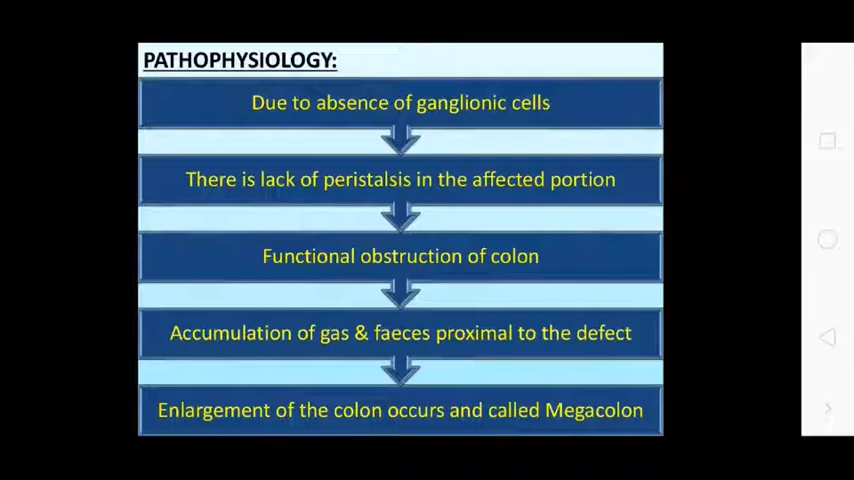 PATHOPHYSIOLOGY:
Due to absence of ganglionic cells
There is lack of peristalsis in the affected portion
Functional obstruction of colon
Accumulation of gas & faeces proximal to the defect
Enlargement of the colon occurs and called Megacolon